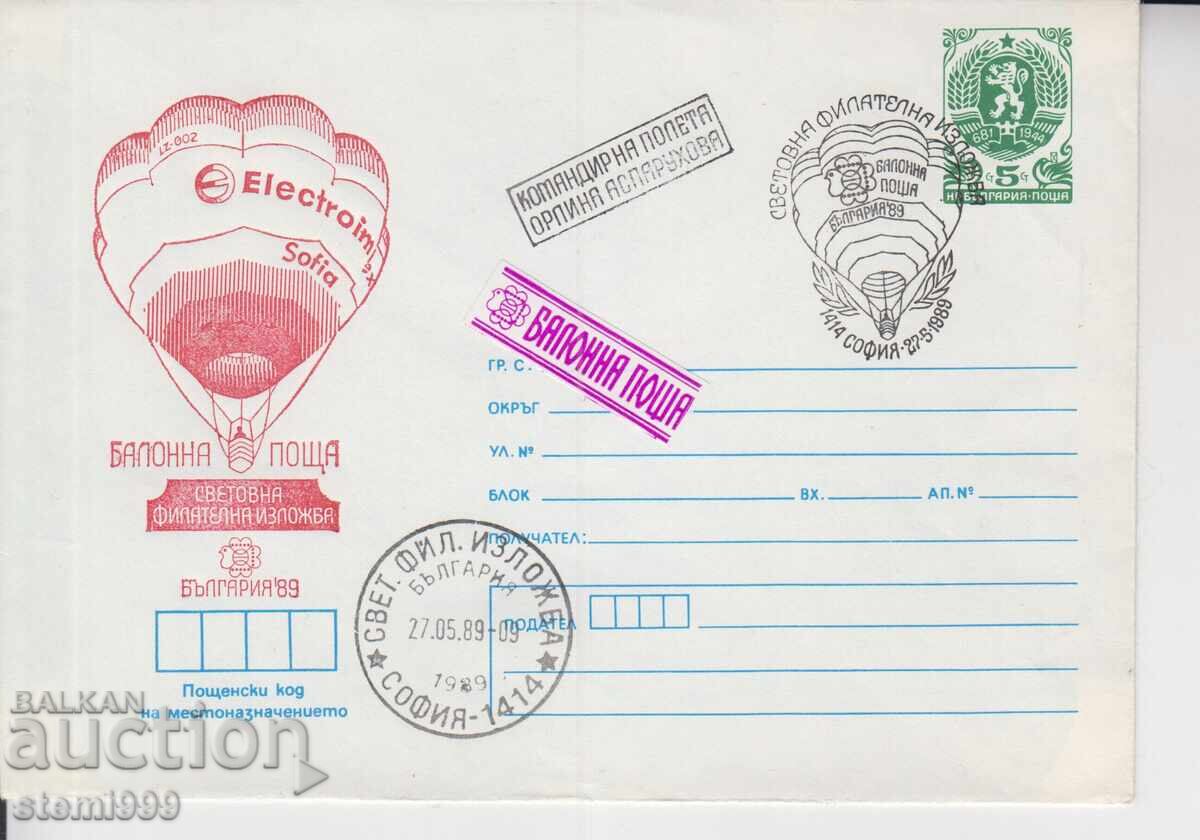 LZ-002
Electroimpex
Sofia
БАЛОННА ПОЩА
СВЕТОВНА
ФИЛАТЕЛНА ИЗЛОЖБА
БЪЛГАРИЯ'89
Пощенски код
на местоназначението
КОМАНДИР НА ПОЛЕТА
ОРЛИНА АСПАРУХОВА
БАЛОННА ПОЩА
СВЕТОВНА ФИЛАТЕЛНА ИЗЛОЖБА
БАЛОННА
ПОЩА
БЪЛГАРИЯ'89
1414 СОФИЯ·27·5·1989
681 1944
5
НР БЪЛГАРИЯ·ПОЩА
ГР. С.
ОКРЪГ
УЛ. №
БЛОК ВХ. АП. №
ПОЛУЧАТЕЛ:
ПОДАТЕЛ
СВЕТ. ФИЛ. ИЗЛОЖБА
БЪЛГАРИЯ
27.05.89-09
1989
СОФИЯ-1414
BALKAN
auction
stemi999